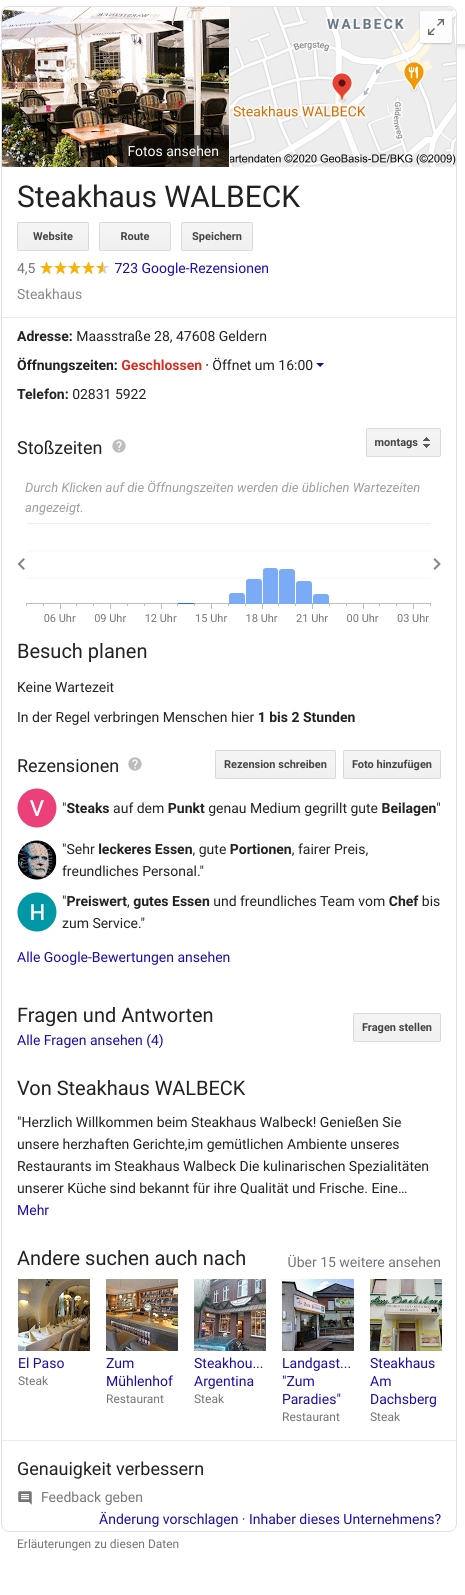 WALBECK
Bergsteg
Steakhaus WALBECK
Gildenweg
Fotos ansehen
artendaten ©2020 GeoBasis-DE/BKG (©2009)
Steakhaus WALBECK
Website Route Speichern
4,5 723 Google-Rezensionen
Steakhaus
Adresse: Maasstraße 28, 47608 Geldern
Öffnungszeiten: Geschlossen · Öffnet um 16:00
Telefon: 02831 5922
Stoßzeiten ? montags
Durch Klicken auf die Öffnungszeiten werden die üblichen Wartezeiten
angezeigt.
06 Uhr 09 Uhr 12 Uhr 15 Uhr 18 Uhr 21 Uhr 00 Uhr 03 Uhr
Besuch planen
Keine Wartezeit
In der Regel verbringen Menschen hier 1 bis 2 Stunden
Rezensionen ? Rezension schreiben Foto hinzufügen
V "Steaks auf dem Punkt genau Medium gegrillt gute Beilagen"
"Sehr leckeres Essen, gute Portionen, fairer Preis,
freundliches Personal."
H "Preiswert, gutes Essen und freundliches Team vom Chef bis
zum Service."
Alle Google-Bewertungen ansehen
Fragen und Antworten
Alle Fragen ansehen (4)
Fragen stellen
Von Steakhaus WALBECK
"Herzlich Willkommen beim Steakhaus Walbeck! Genießen Sie
unsere herzhaften Gerichte,im gemütlichen Ambiente unseres
Restaurants im Steakhaus Walbeck Die kulinarischen Spezialitäten
unserer Küche sind bekannt für ihre Qualität und Frische. Eine…
Mehr
Andere suchen auch nach Über 15 weitere ansehen
El Paso
Steak
Zum
Mühlenhof
Restaurant
Steakhou...
Argentina
Steak
Landgast...
"Zum
Paradies"
Restaurant
Steakhaus
Am
Dachsberg
Steak
Genauigkeit verbessern
Feedback geben
Änderung vorschlagen · Inhaber dieses Unternehmens?
Erläuterungen zu diesen Daten